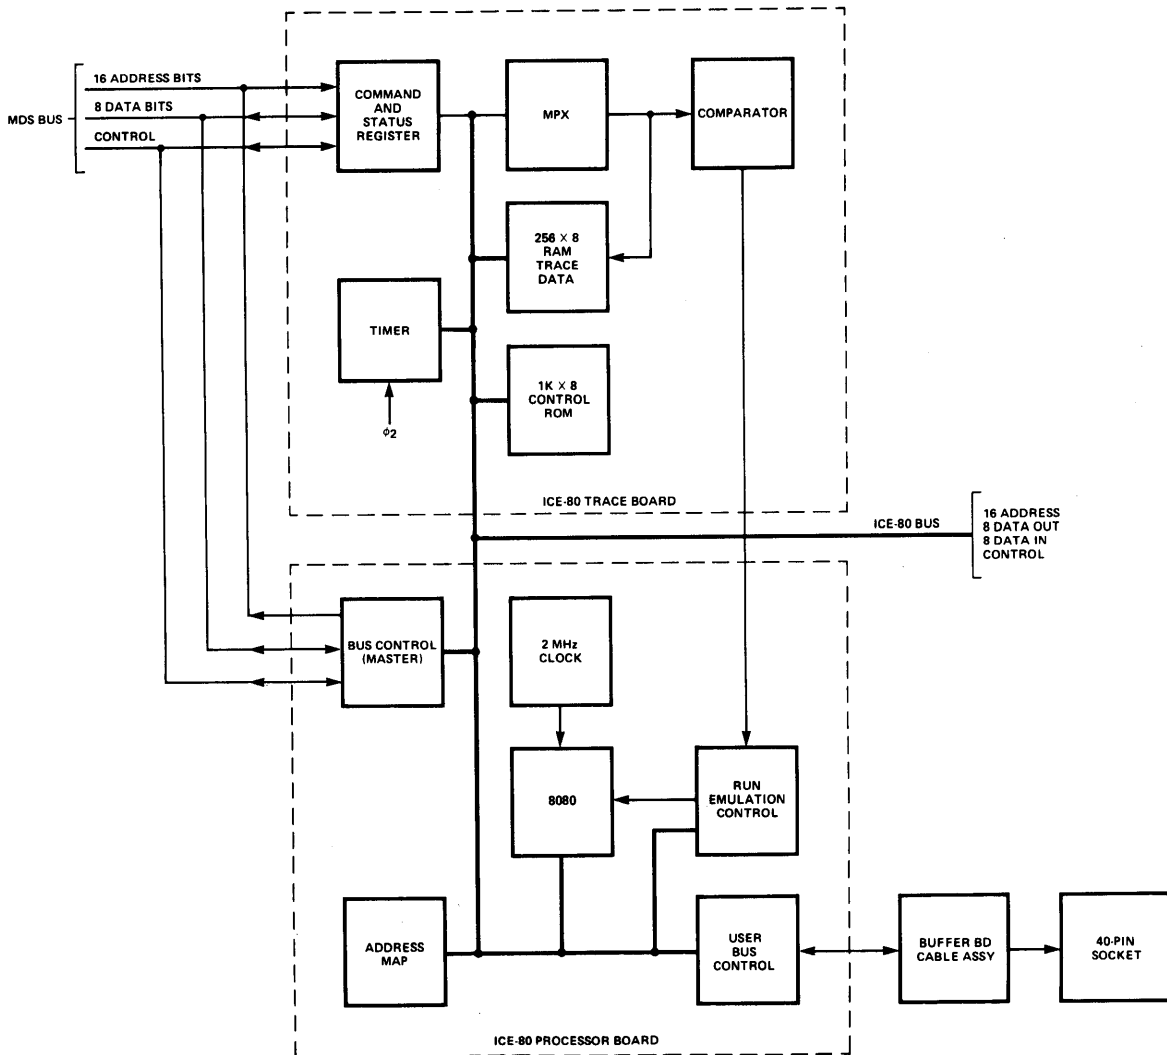 MDS BUS
16 ADDRESS BITS
8 DATA BITS
CONTROL
COMMAND
AND
STATUS
REGISTER
MPX
COMPARATOR
256 × 8
RAM
TRACE
DATA
TIMER
ϕ2
1K × 8
CONTROL
ROM
ICE-80 TRACE BOARD
ICE-80 BUS
16 ADDRESS
8 DATA OUT
8 DATA IN
CONTROL
BUS CONTROL
(MASTER)
2 MHz
CLOCK
8080
RUN
EMULATION
CONTROL
ADDRESS
MAP
USER
BUS
CONTROL
BUFFER BD
CABLE ASSY
40-PIN
SOCKET
ICE-80 PROCESSOR BOARD